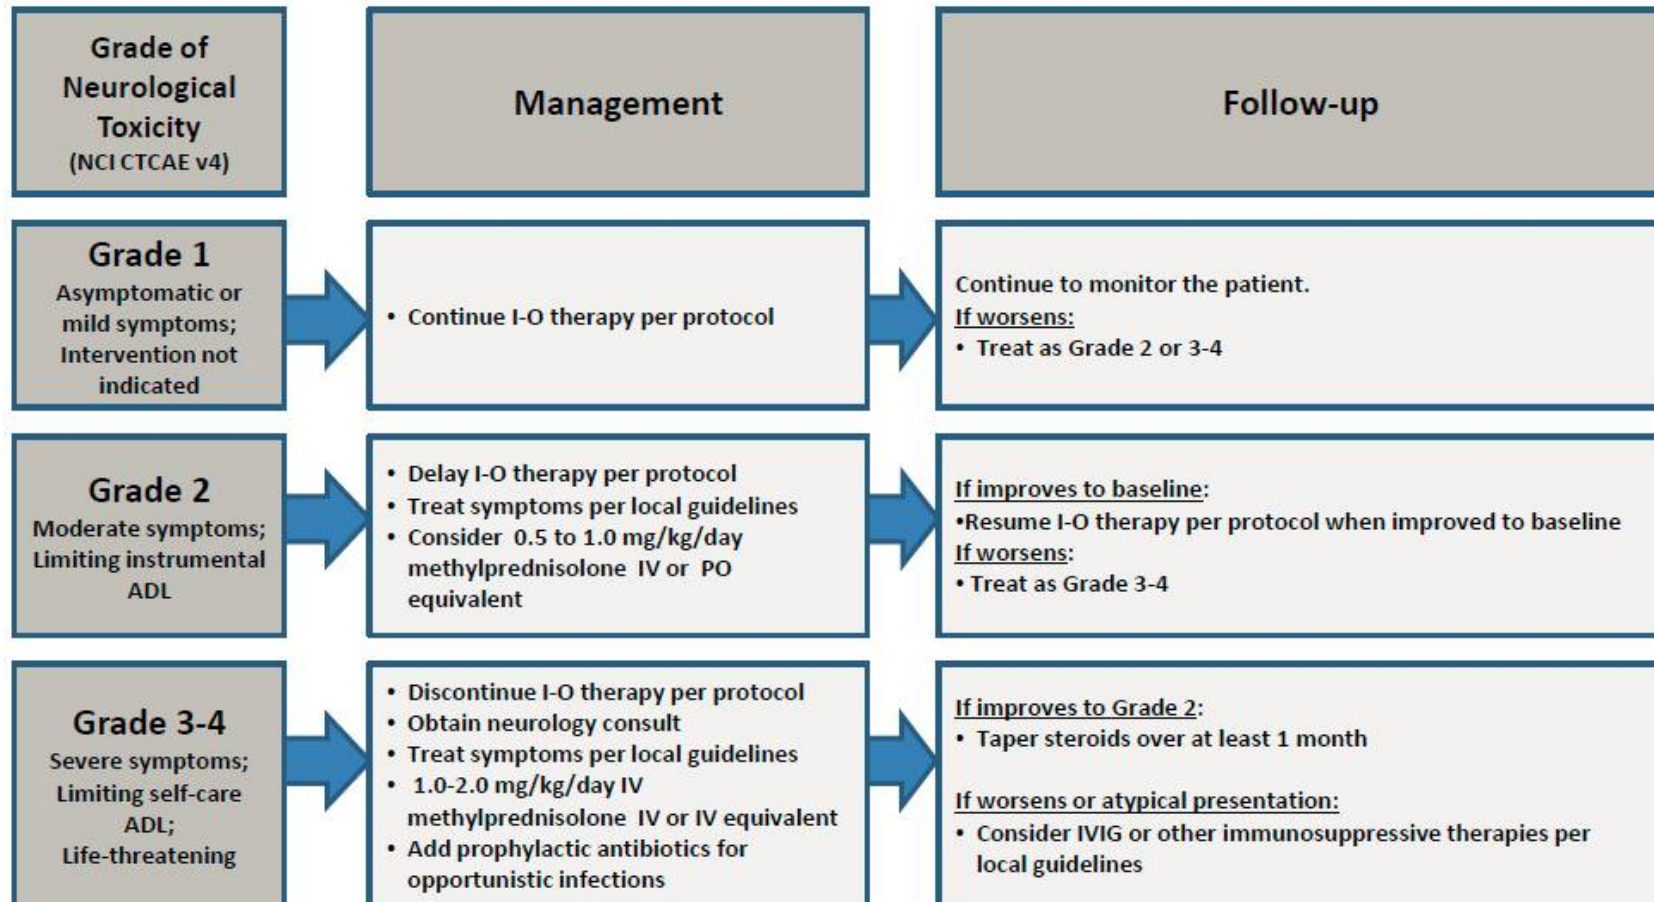 Grade of
Neurological
Toxicity
(NCI CTCAE v4)
Management
Follow-up
Grade 1
Asymptomatic or
mild symptoms;
Intervention not
indicated
• Continue I-O therapy per protocol
Continue to monitor the patient.
If worsens:
• Treat as Grade 2 or 3-4
Grade 2
Moderate symptoms;
Limiting instrumental
ADL
• Delay I-O therapy per protocol
• Treat symptoms per local guidelines
• Consider 0.5 to 1.0 mg/kg/day
methylprednisolone IV or PO
equivalent
If improves to baseline:
•Resume I-O therapy per protocol when improved to baseline
If worsens:
• Treat as Grade 3-4
Grade 3-4
Severe symptoms;
Limiting self-care
ADL;
Life-threatening
• Discontinue I-O therapy per protocol
• Obtain neurology consult
• Treat symptoms per local guidelines
• 1.0-2.0 mg/kg/day IV
methylprednisolone IV or IV equivalent
• Add prophylactic antibiotics for
opportunistic infections
If improves to Grade 2:
• Taper steroids over at least 1 month
If worsens or atypical presentation:
• Consider IVIG or other immunosuppressive therapies per
local guidelines